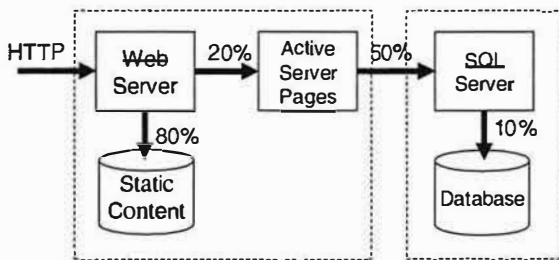 HTTP
Web
Server
20%
Active
Server
Pages
50%
SQL
Server
80%
10%
Static
Content
Database